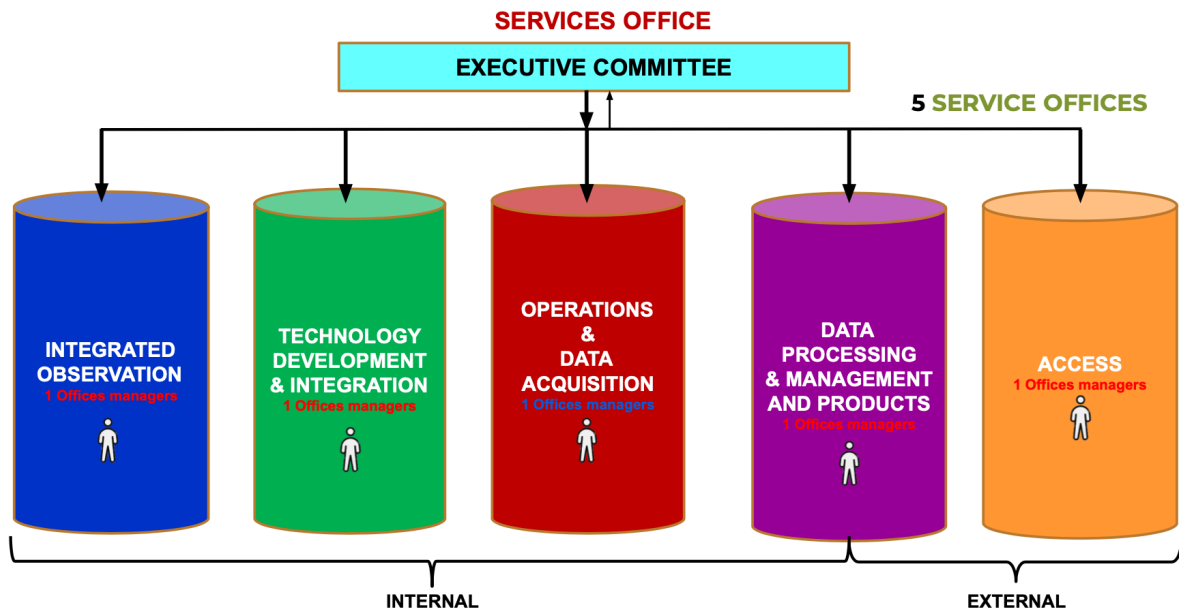 SERVICES OFFICE
EXECUTIVE COMMITTEE
5 SERVICE OFFICES
INTEGRATED
OBSERVATION
1 Offices managers
TECHNOLOGY
DEVELOPMENT
& INTEGRATION
1 Offices managers
OPERATIONS
&
DATA
ACQUISITION
1 Offices managers
DATA
PROCESSING
& MANAGEMENT
AND PRODUCTS
1 Offices managers
ACCESS
1 Offices managers
INTERNAL
EXTERNAL